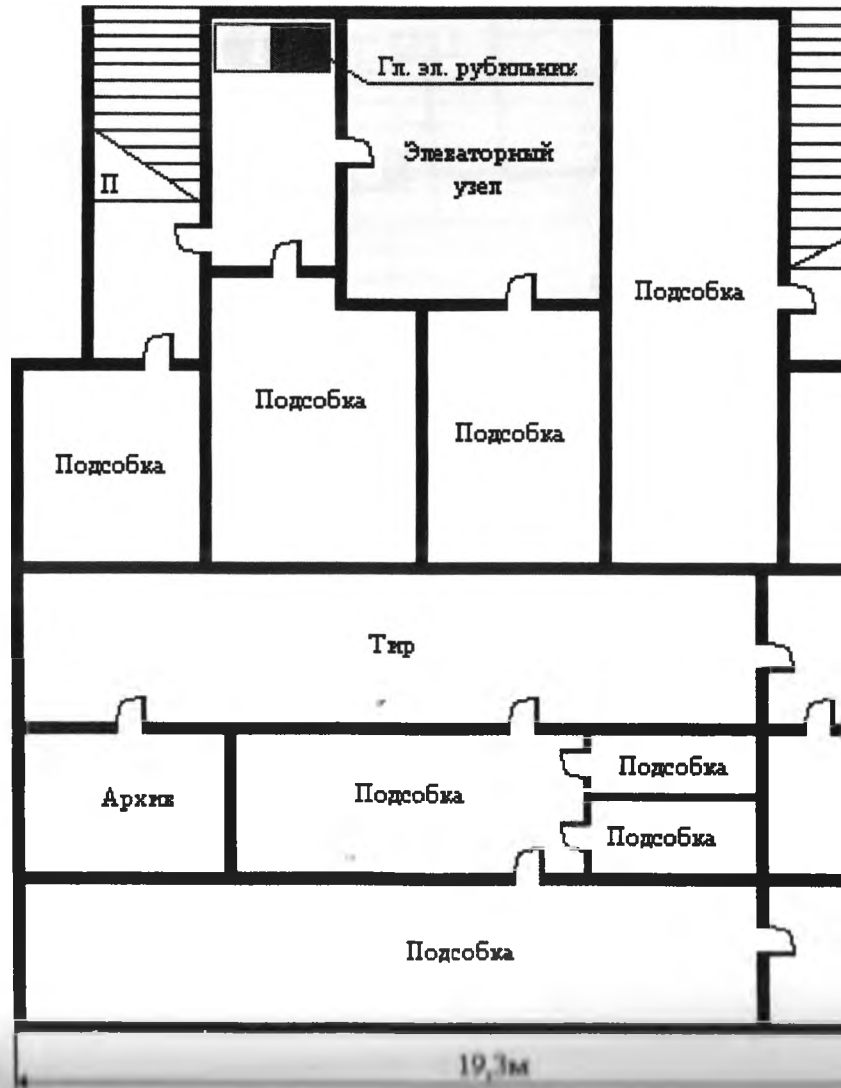 Гл. эл. рубильник
Элеваторный
узел
П
Подсобка
Подсобка
Подсобка
Подсобка
Тир
Подсобка
Архив
Подсобка
Подсобка
Подсобка
19,3м